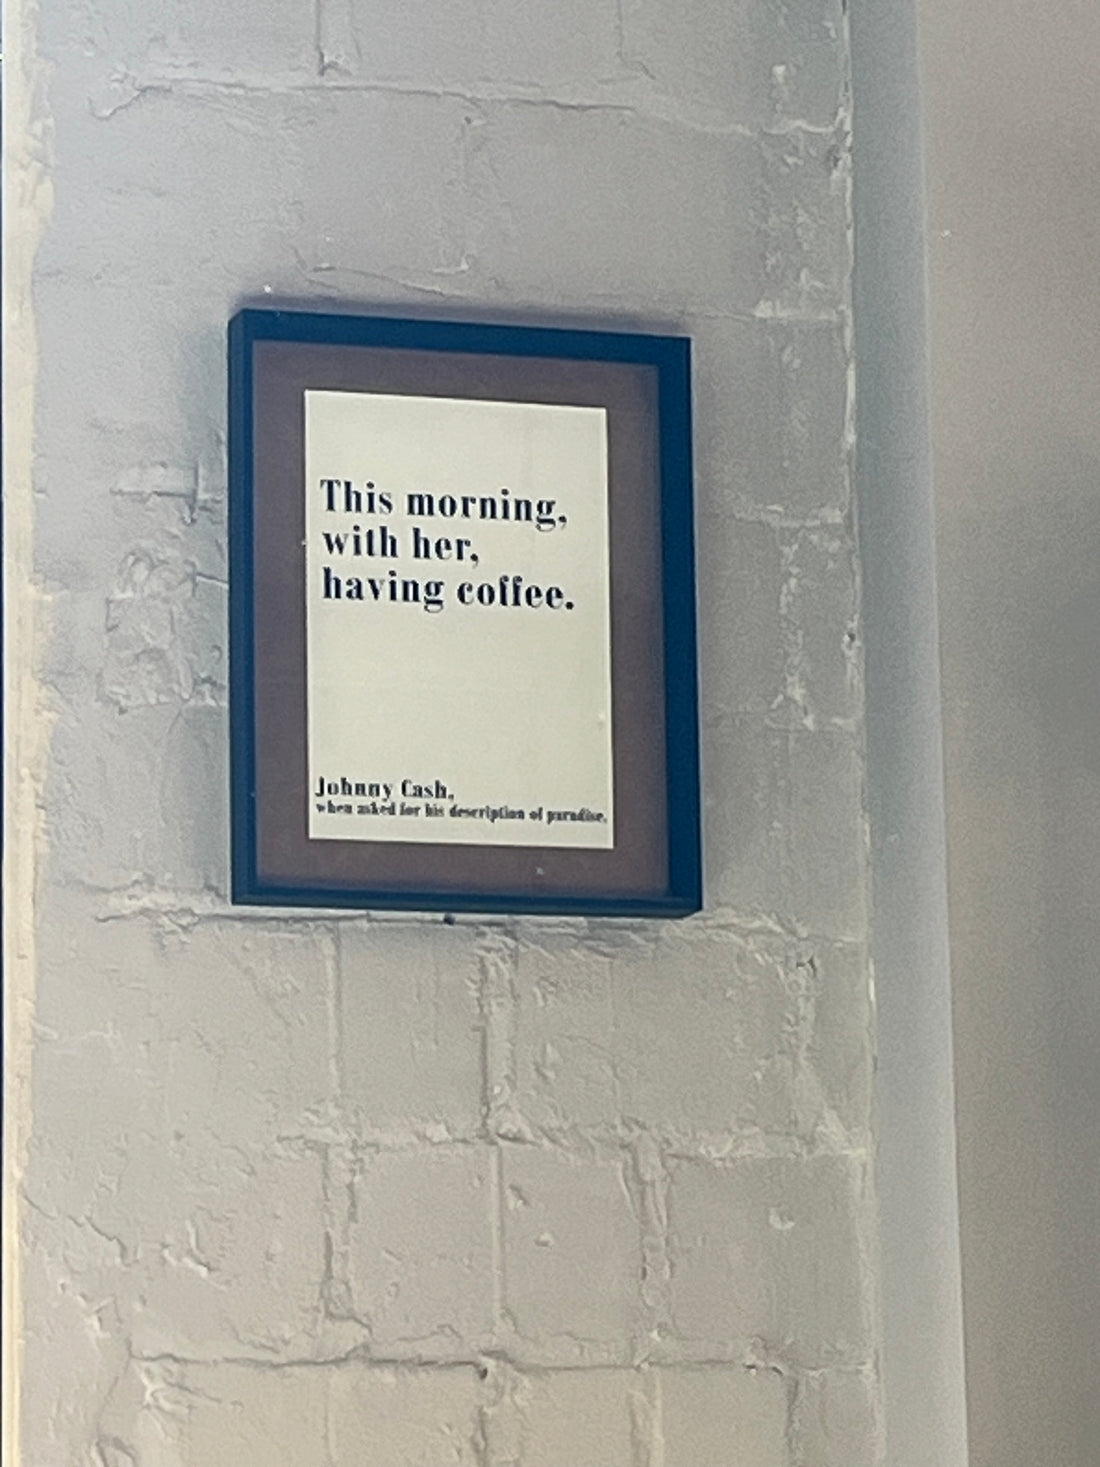 This morning,
with her,
having coffee.
Johnny Cash,
when asked for his description of paradise.